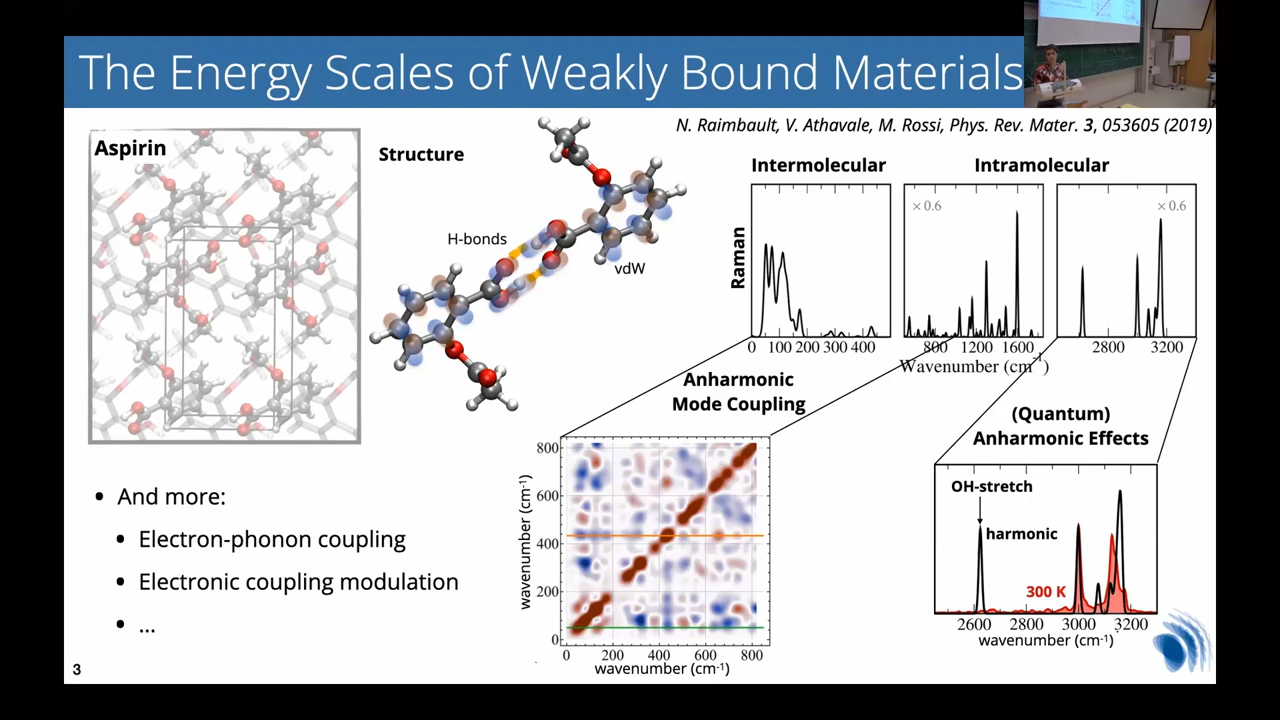 The Energy Scales of Weakly Bound Materials
N. Raimbault, V. Athavale, M. Rossi, Phys. Rev. Mater. 3, 053605 (2019)
Aspirin
Structure
H-bonds
vdW
Intermolecular
Intramolecular
× 0.6
× 0.6
Raman
0 100 200 300 400
800 1200 1600
2800 3200
Wavenumber (cm⁻¹)
Anharmonic
Mode Coupling
800
600
400
200
0
wavenumber (cm⁻¹)
0 200 400 600 800
wavenumber (cm⁻¹)
(Quantum)
Anharmonic Effects
OH-stretch
harmonic
300 K
2600 2800 3000 3200
wavenumber (cm⁻¹)
• And more:
• Electron-phonon coupling
• Electronic coupling modulation
• ...
3